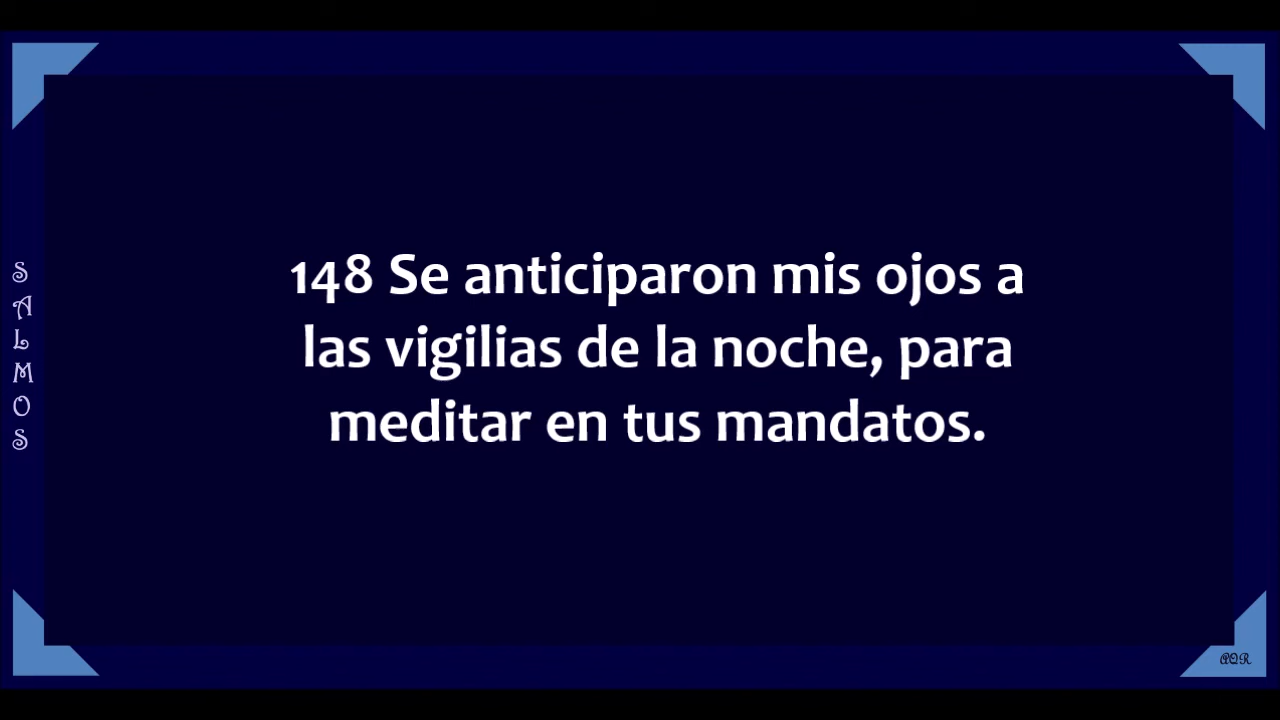 SALMOS
148 Se anticiparon mis ojos a
las vigilias de la noche, para
meditar en tus mandatos.